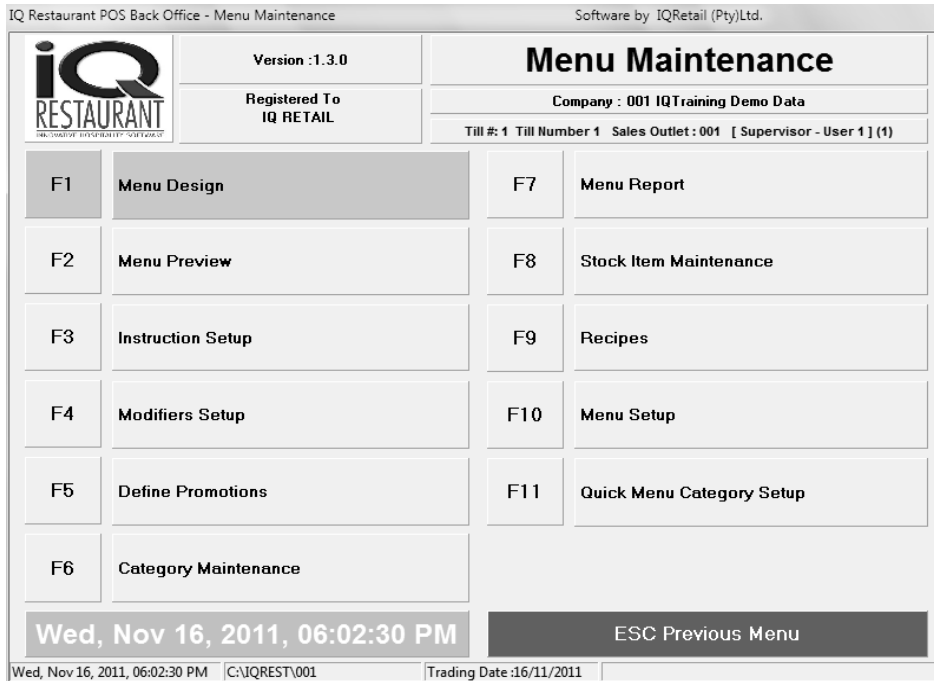 IQ Restaurant POS Back Office - Menu Maintenance
Software by IQRetail (Pty)Ltd.
iQ
RESTAURANT
INNOVATIVE HOSPITALITY SOFTWARE
Version :1.3.0
Registered To
IQ RETAIL
Menu Maintenance
Company : 001 IQTraining Demo Data
Till #: 1 Till Number 1 Sales Outlet : 001 [ Supervisor - User 1 ] (1)
F1 Menu Design
F2 Menu Preview
F3 Instruction Setup
F4 Modifiers Setup
F5 Define Promotions
F6 Category Maintenance
F7 Menu Report
F8 Stock Item Maintenance
F9 Recipes
F10 Menu Setup
F11 Quick Menu Category Setup
Wed, Nov 16, 2011, 06:02:30 PM
ESC Previous Menu
Wed, Nov 16, 2011, 06:02:30 PM C:\IQREST\001 Trading Date :16/11/2011